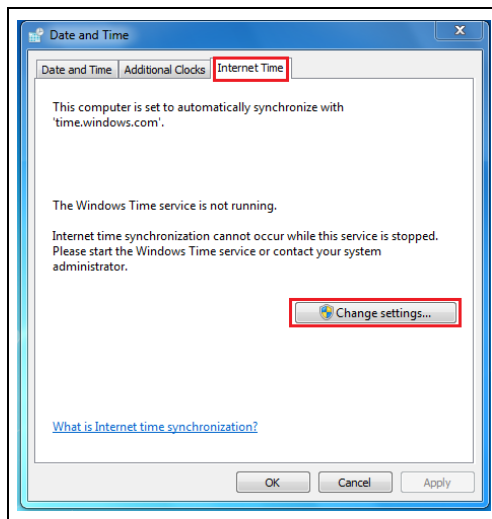 Date and Time
x
Date and Time Additional Clocks Internet Time
This computer is set to automatically synchronize with
'time.windows.com'.
The Windows Time service is not running.
Internet time synchronization cannot occur while this service is stopped.
Please start the Windows Time service or contact your system
administrator.
Change settings...
What is Internet time synchronization?
OK Cancel Apply